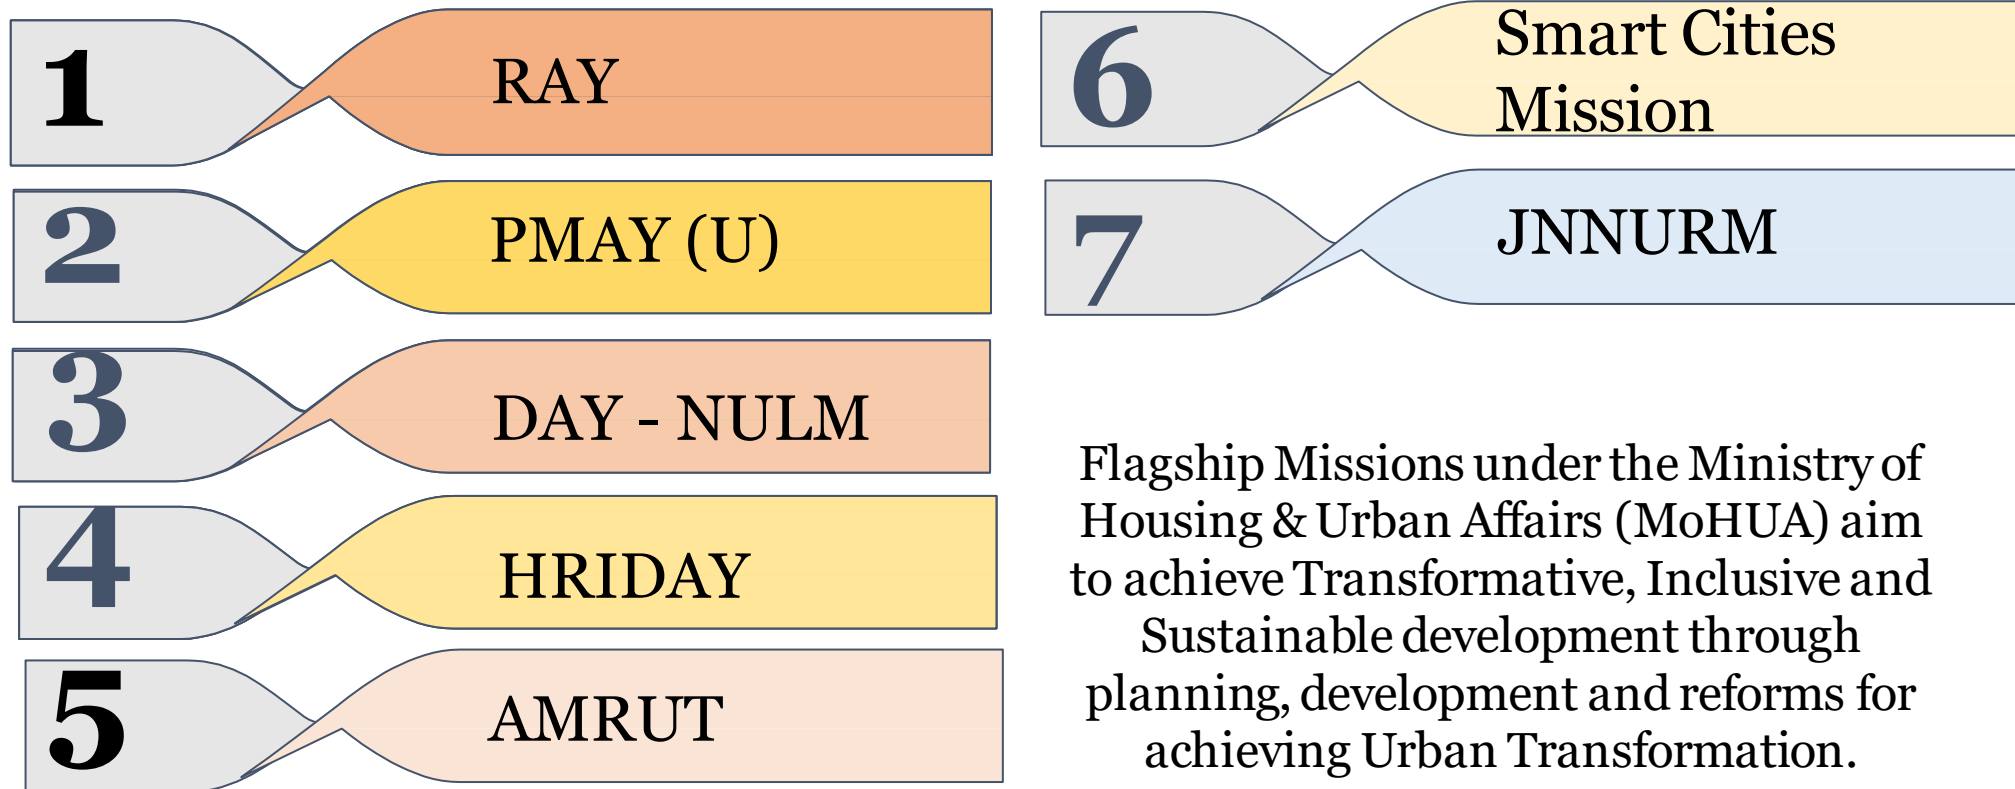 1
RAY
2
PMAY (U)
3
DAY - NULM
4
HRIDAY
5
AMRUT
6
Smart Cities
Mission
7
JNNURM
Flagship Missions under the Ministry of
Housing & Urban Affairs (MoHUA) aim
to achieve Transformative, Inclusive and
Sustainable development through
planning, development and reforms for
achieving Urban Transformation.